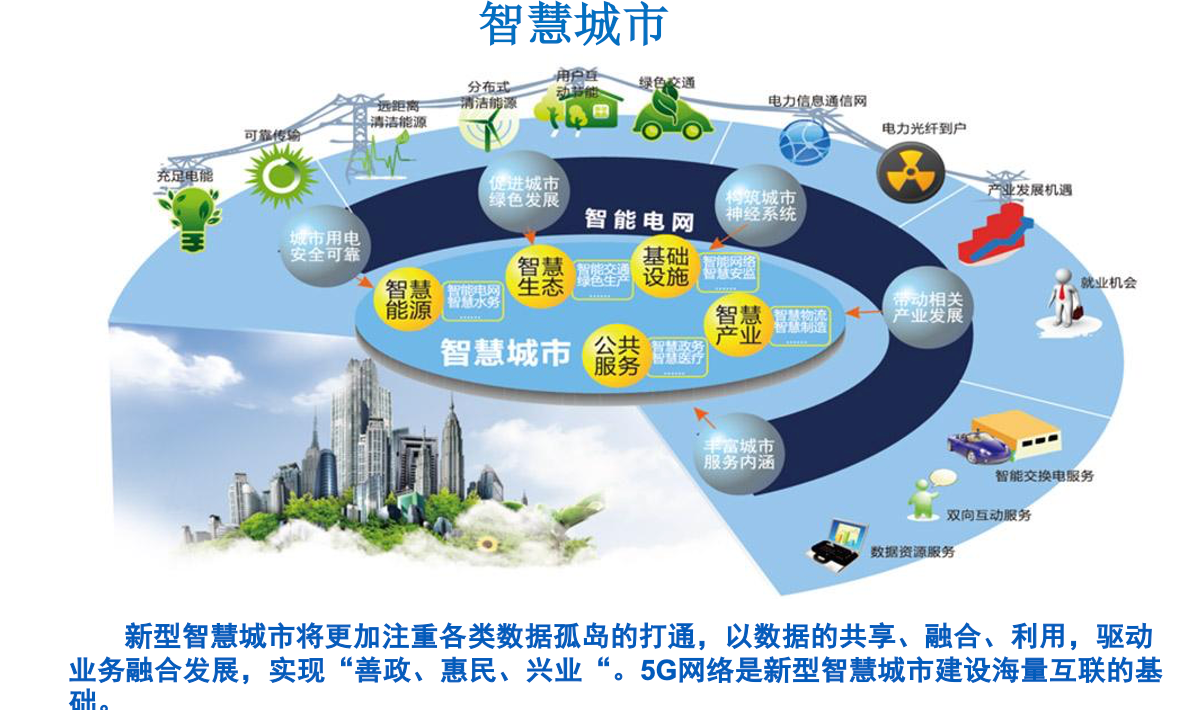 智慧城市
用户互
动节能
绿色交通
分布式
清洁能源
远距离
清洁能源
电力信息通信网
可靠传输
电力光纤到户
充足电能
产业发展机遇
促进城市
绿色发展
构筑城市
神经系统
智能电网
城市用电
安全可靠
就业机会
智慧
能源
智能电网
智慧水务
……
智慧
生态
智能交通
绿色生产
……
基础
设施
智能网络
智慧安监
……
智慧
产业
智慧物流
智慧制造
……
带动相关
产业发展
智慧城市
公共
服务
智慧政务
智慧医疗
……
丰富城市
服务内涵
智能交换电服务
双向互动服务
数据资源服务
新型智慧城市将更加注重各类数据孤岛的打通，以数据的共享、融合、利用，驱动
业务融合发展，实现“善政、惠民、兴业“。5G网络是新型智慧城市建设海量互联的基
础。